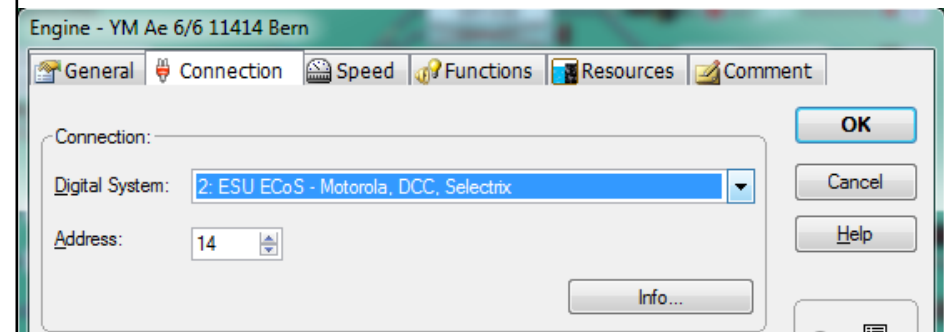 Engine - YM Ae 6/6 11414 Bern
General Connection Speed Functions Resources Comment
Connection:
Digital System: 2: ESU ECoS - Motorola, DCC, Selectrix
Address: 14
Info...
OK
Cancel
Help